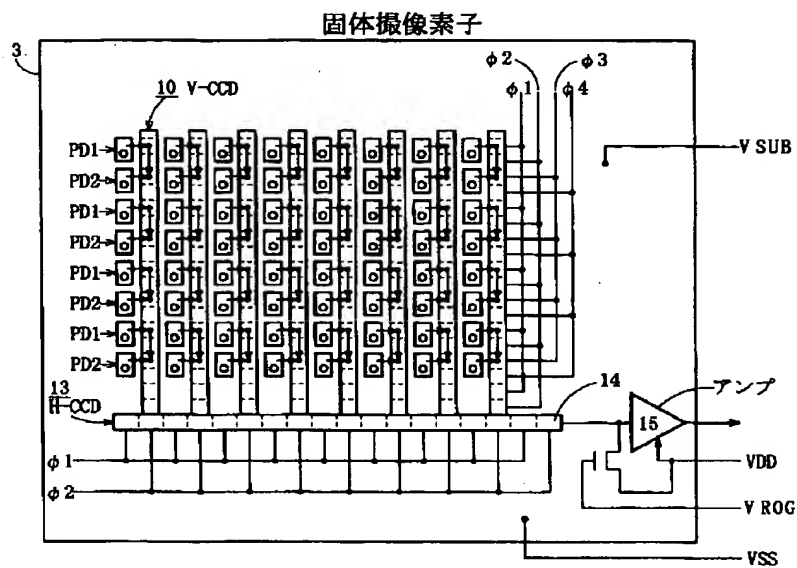 固体撮像素子
3
10 V-CCD
φ2
φ3
φ1
φ4
PD1
V SUB
PD2
PD1
PD2
PD1
PD2
PD1
PD2
13
H-CCD
14
アンプ
15
φ1
φ2
VDD
V ROG
VSS